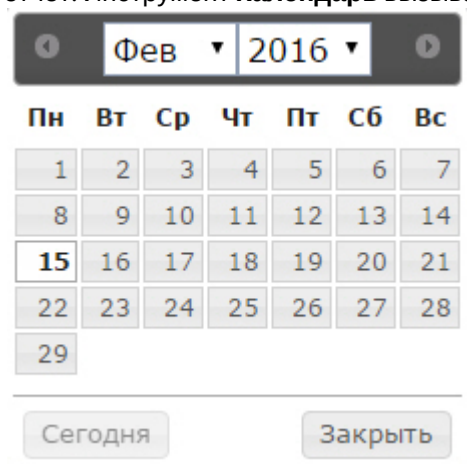 Инструмент Календарь
Фев 2016
Пн Вт Ср Чт Пт Сб Вс
1 2 3 4 5 6 7
8 9 10 11 12 13 14
15 16 17 18 19 20 21
22 23 24 25 26 27 28
29
Сегодня Закрыть